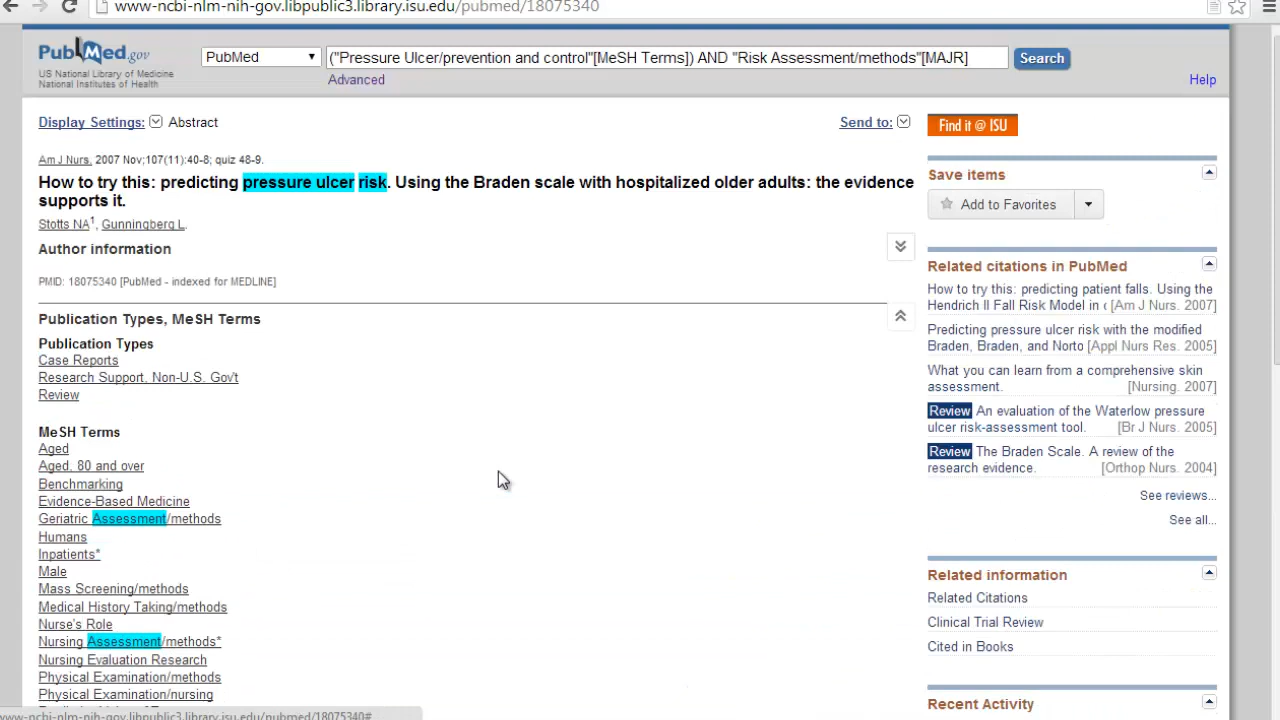 www-ncbi-nlm-nih-gov.libpublic3.library.isu.edu/pubmed/18075340
PubMed.gov
US National Library of Medicine
National Institutes of Health
PubMed
("Pressure Ulcer/prevention and control"[MeSH Terms]) AND "Risk Assessment/methods"[MAJR]
Search
Advanced
Help
Display Settings: Abstract
Send to:
Am J Nurs. 2007 Nov;107(11):40-8; quiz 48-9.
How to try this: predicting pressure ulcer risk. Using the Braden scale with hospitalized older adults: the evidence
supports it.
Stotts NA1, Gunningberg L.
Author information
PMID: 18075340 [PubMed - indexed for MEDLINE]
Publication Types, MeSH Terms
Publication Types
Case Reports
Research Support, Non-U.S. Gov't
Review
MeSH Terms
Aged
Aged, 80 and over
Benchmarking
Evidence-Based Medicine
Geriatric Assessment/methods
Humans
Inpatients*
Male
Mass Screening/methods
Medical History Taking/methods
Nurse's Role
Nursing Assessment/methods*
Nursing Evaluation Research
Physical Examination/methods
Physical Examination/nursing
www-ncbi-nlm-nih-gov.libpublic3.library.isu.edu/pubmed/18075340#
Find it @ ISU
Save items
Add to Favorites
Related citations in PubMed
How to try this: predicting patient falls. Using the
Hendrich II Fall Risk Model in c [Am J Nurs. 2007]
Predicting pressure ulcer risk with the modified
Braden, Braden, and Norto [Appl Nurs Res. 2005]
What you can learn from a comprehensive skin
assessment. [Nursing. 2007]
Review An evaluation of the Waterlow pressure
ulcer risk-assessment tool. [Br J Nurs. 2005]
Review The Braden Scale. A review of the
research evidence. [Orthop Nurs. 2004]
See reviews...
See all...
Related information
Related Citations
Clinical Trial Review
Cited in Books
Recent Activity